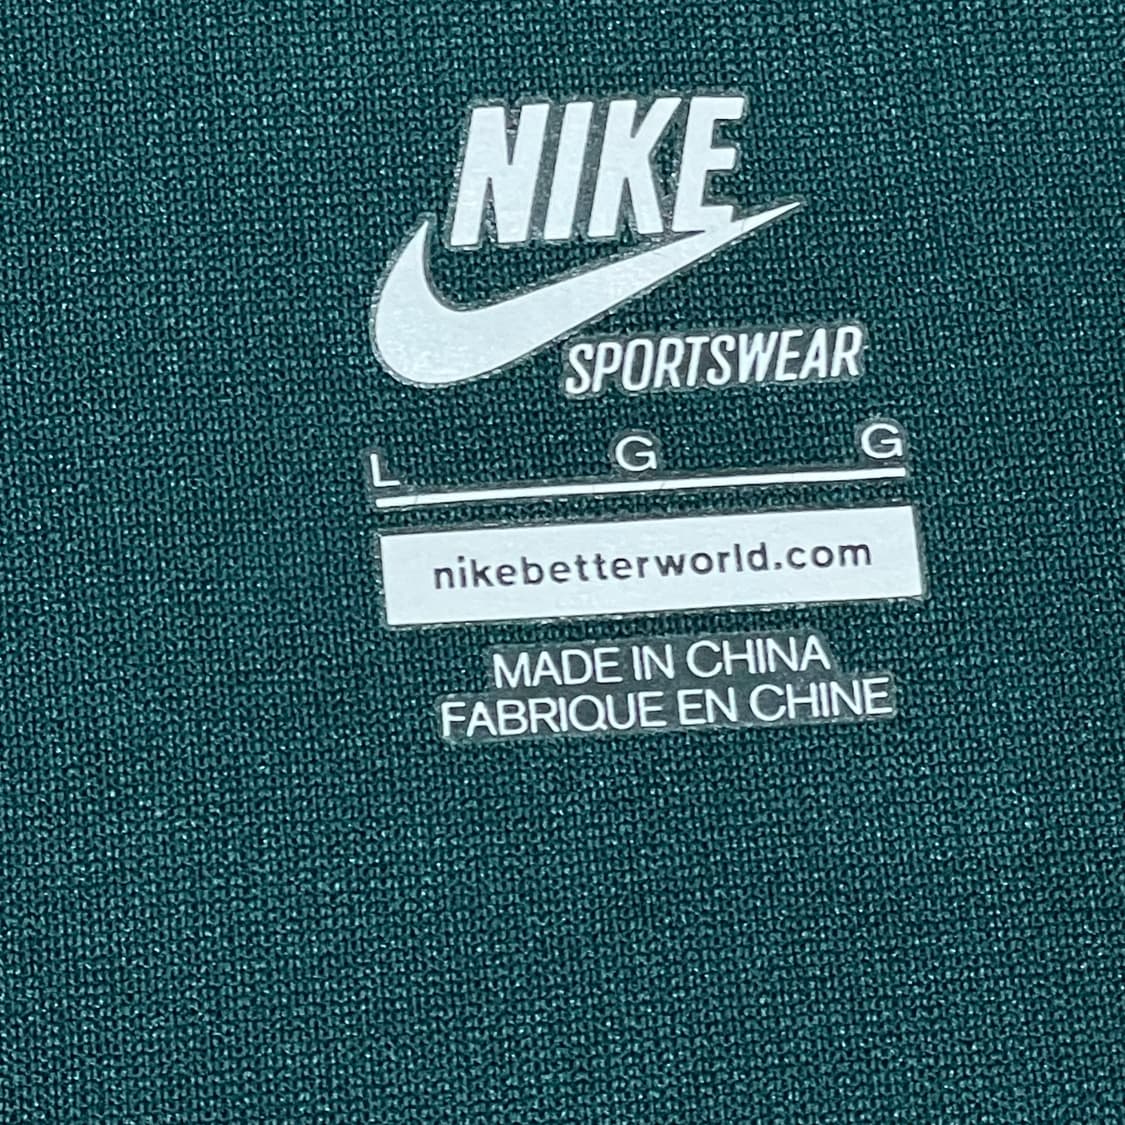 NIKE
SPORTSWEAR
L G G
nikebetterworld.com
MADE IN CHINA
FABRIQUE EN CHINE